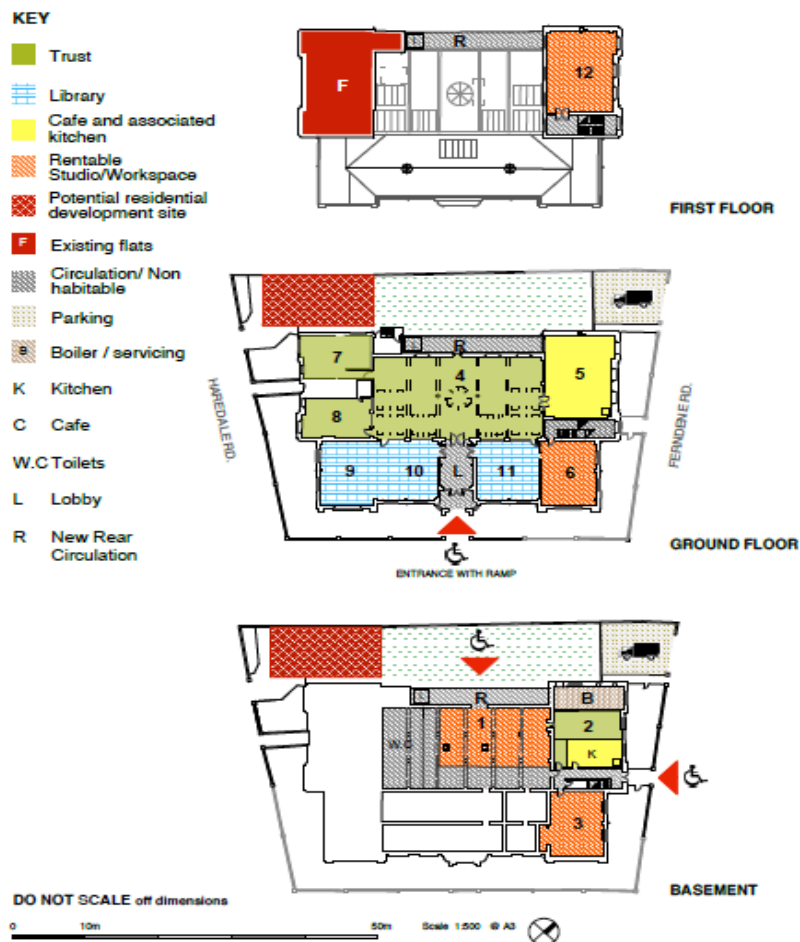 KEY
Trust
Library
Cafe and associated
kitchen
Rentable
Studio/Workspace
Potential residential
development site
F Existing flats
Circulation/ Non
habitable
Parking
B Boiler / servicing
K Kitchen
C Cafe
W.C Toilets
L Lobby
R New Rear
Circulation
R
F
12
FIRST FLOOR
R
7
4
5
8
9
10
L
11
6
HAREDALE RD.
FERNDENE RD.
GROUND FLOOR
ENTRANCE WITH RAMP
R
B
1
2
W.C
K
3
BASEMENT
DO NOT SCALE off dimensions
0 10m 50m Scale 1:500 @ A3